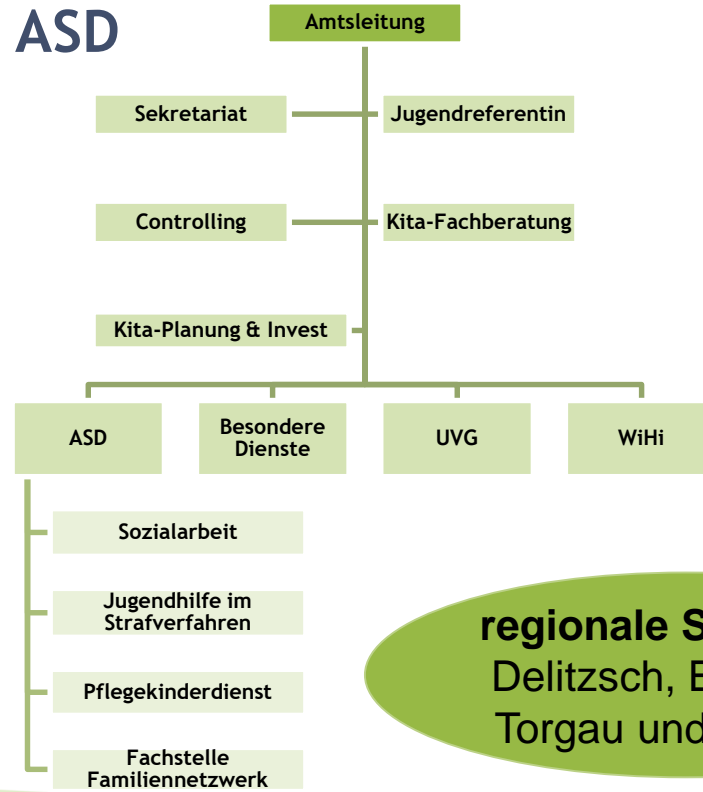 ASD
Amtsleitung
Sekretariat
Jugendreferentin
Controlling
Kita-Fachberatung
Kita-Planung & Invest
ASD
Besondere
Dienste
UVG
WiHi
Sozialarbeit
Jugendhilfe im
Strafverfahren
Pflegekinderdienst
Fachstelle
Familiennetzwerk
regionale
Delitzsch,
Torgau und